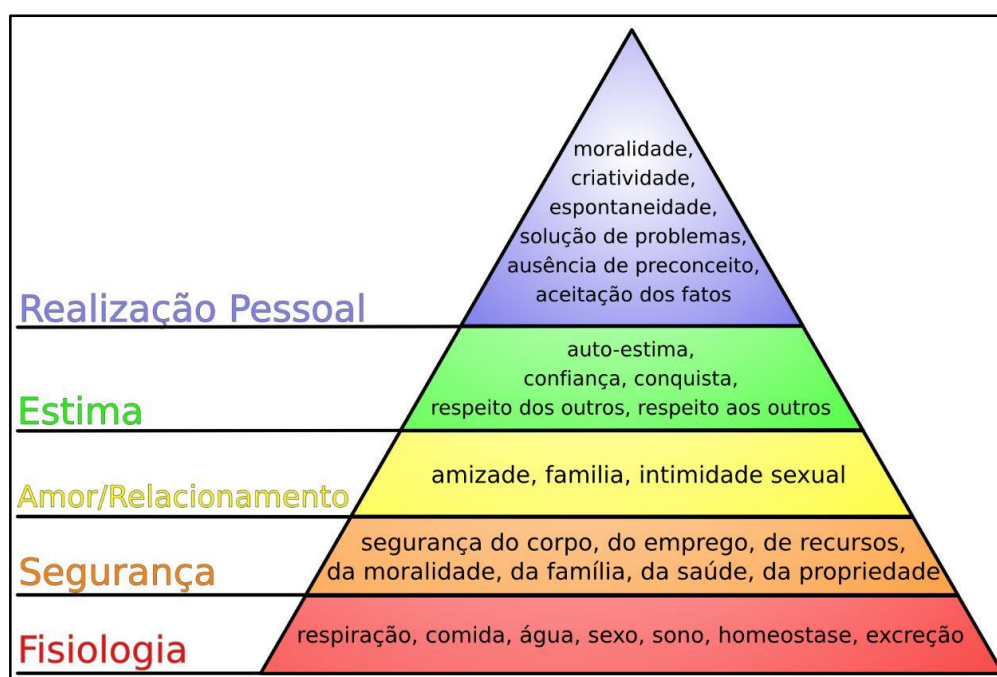 moralidade,
criatividade,
espontaneidade,
solução de problemas,
ausência de preconceito,
aceitação dos fatos
Realização Pessoal
auto-estima,
confiança, conquista,
respeito dos outros, respeito aos outros
Estima
amizade, familia, intimidade sexual
Amor/Relacionamento
segurança do corpo, do emprego, de recursos,
da moralidade, da família, da saúde, da propriedade
Segurança
respiração, comida, água, sexo, sono, homeostase, excreção
Fisiologia